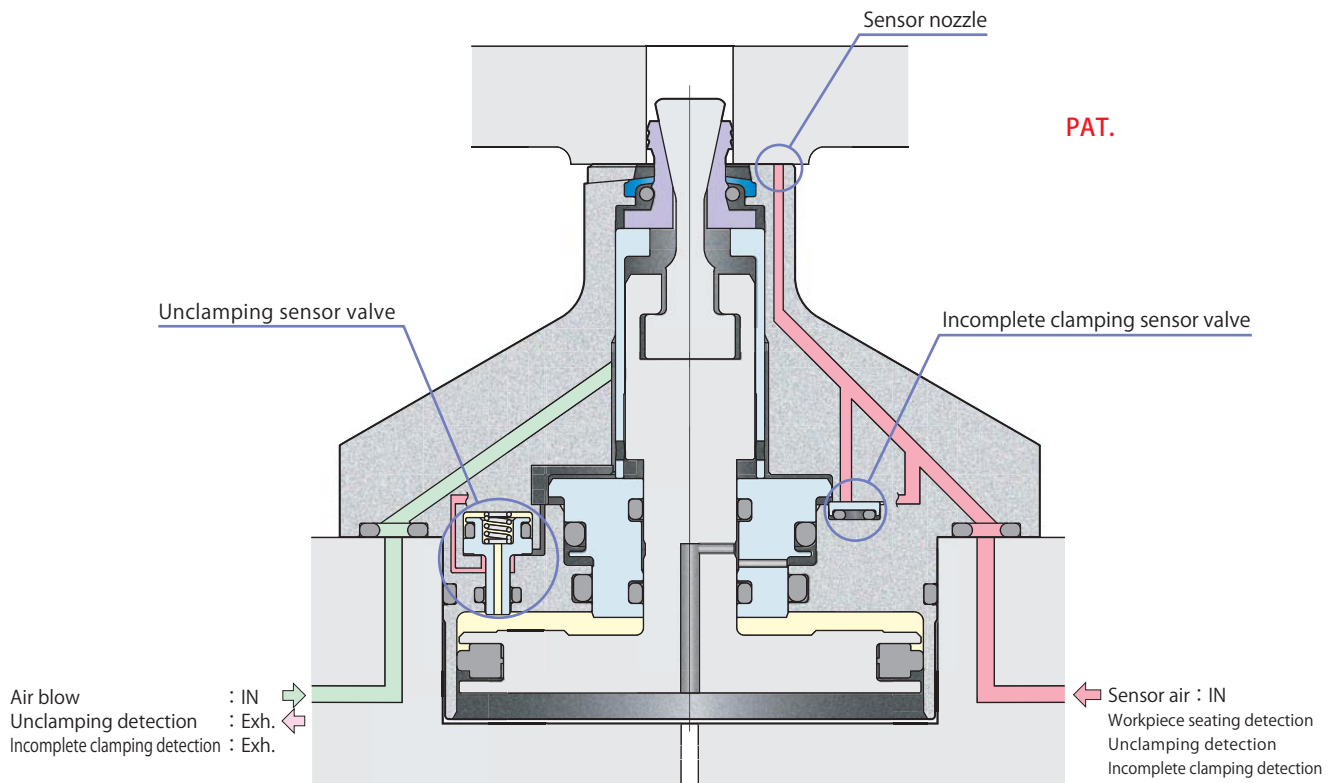 Sensor nozzle
PAT.
Unclamping sensor valve
Incomplete clamping sensor valve
Air blow : IN
Unclamping detection : Exh.
Incomplete clamping detection : Exh.
Sensor air : IN
Workpiece seating detection
Unclamping detection
Incomplete clamping detection